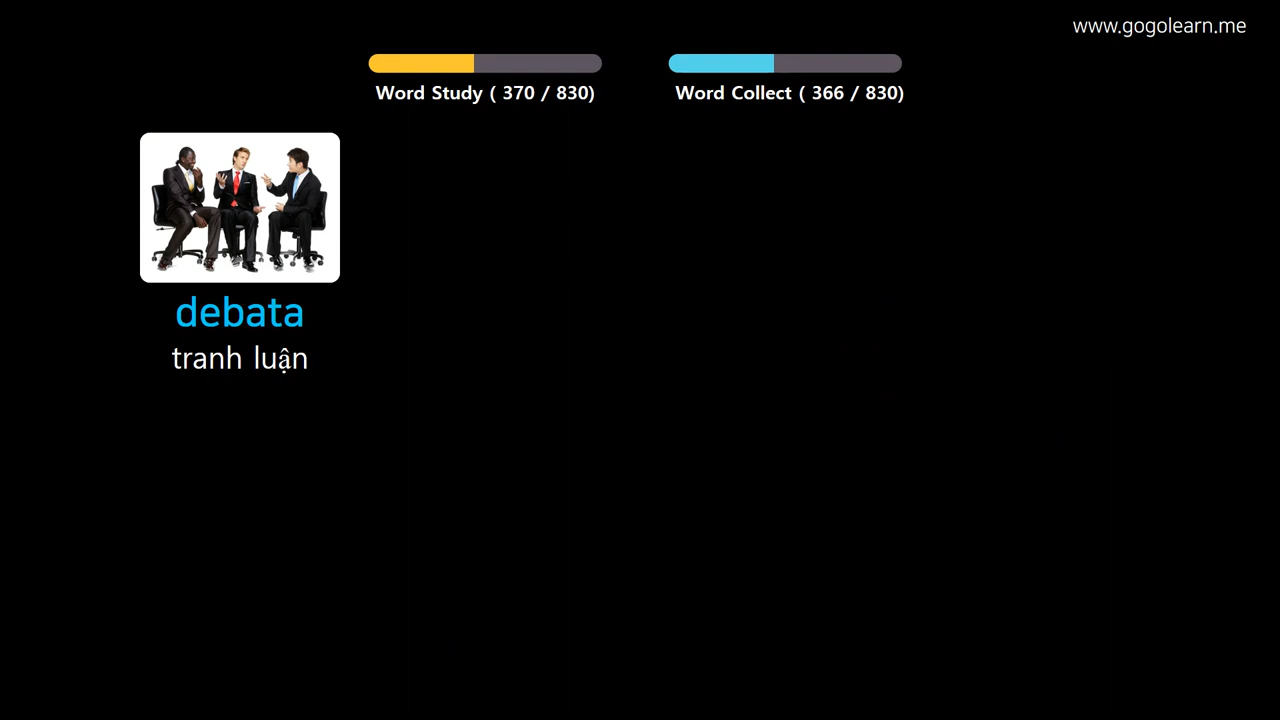 www.gogolearn.me
Word Study ( 370 / 830)
Word Collect ( 366 / 830)
debata
tranh luận